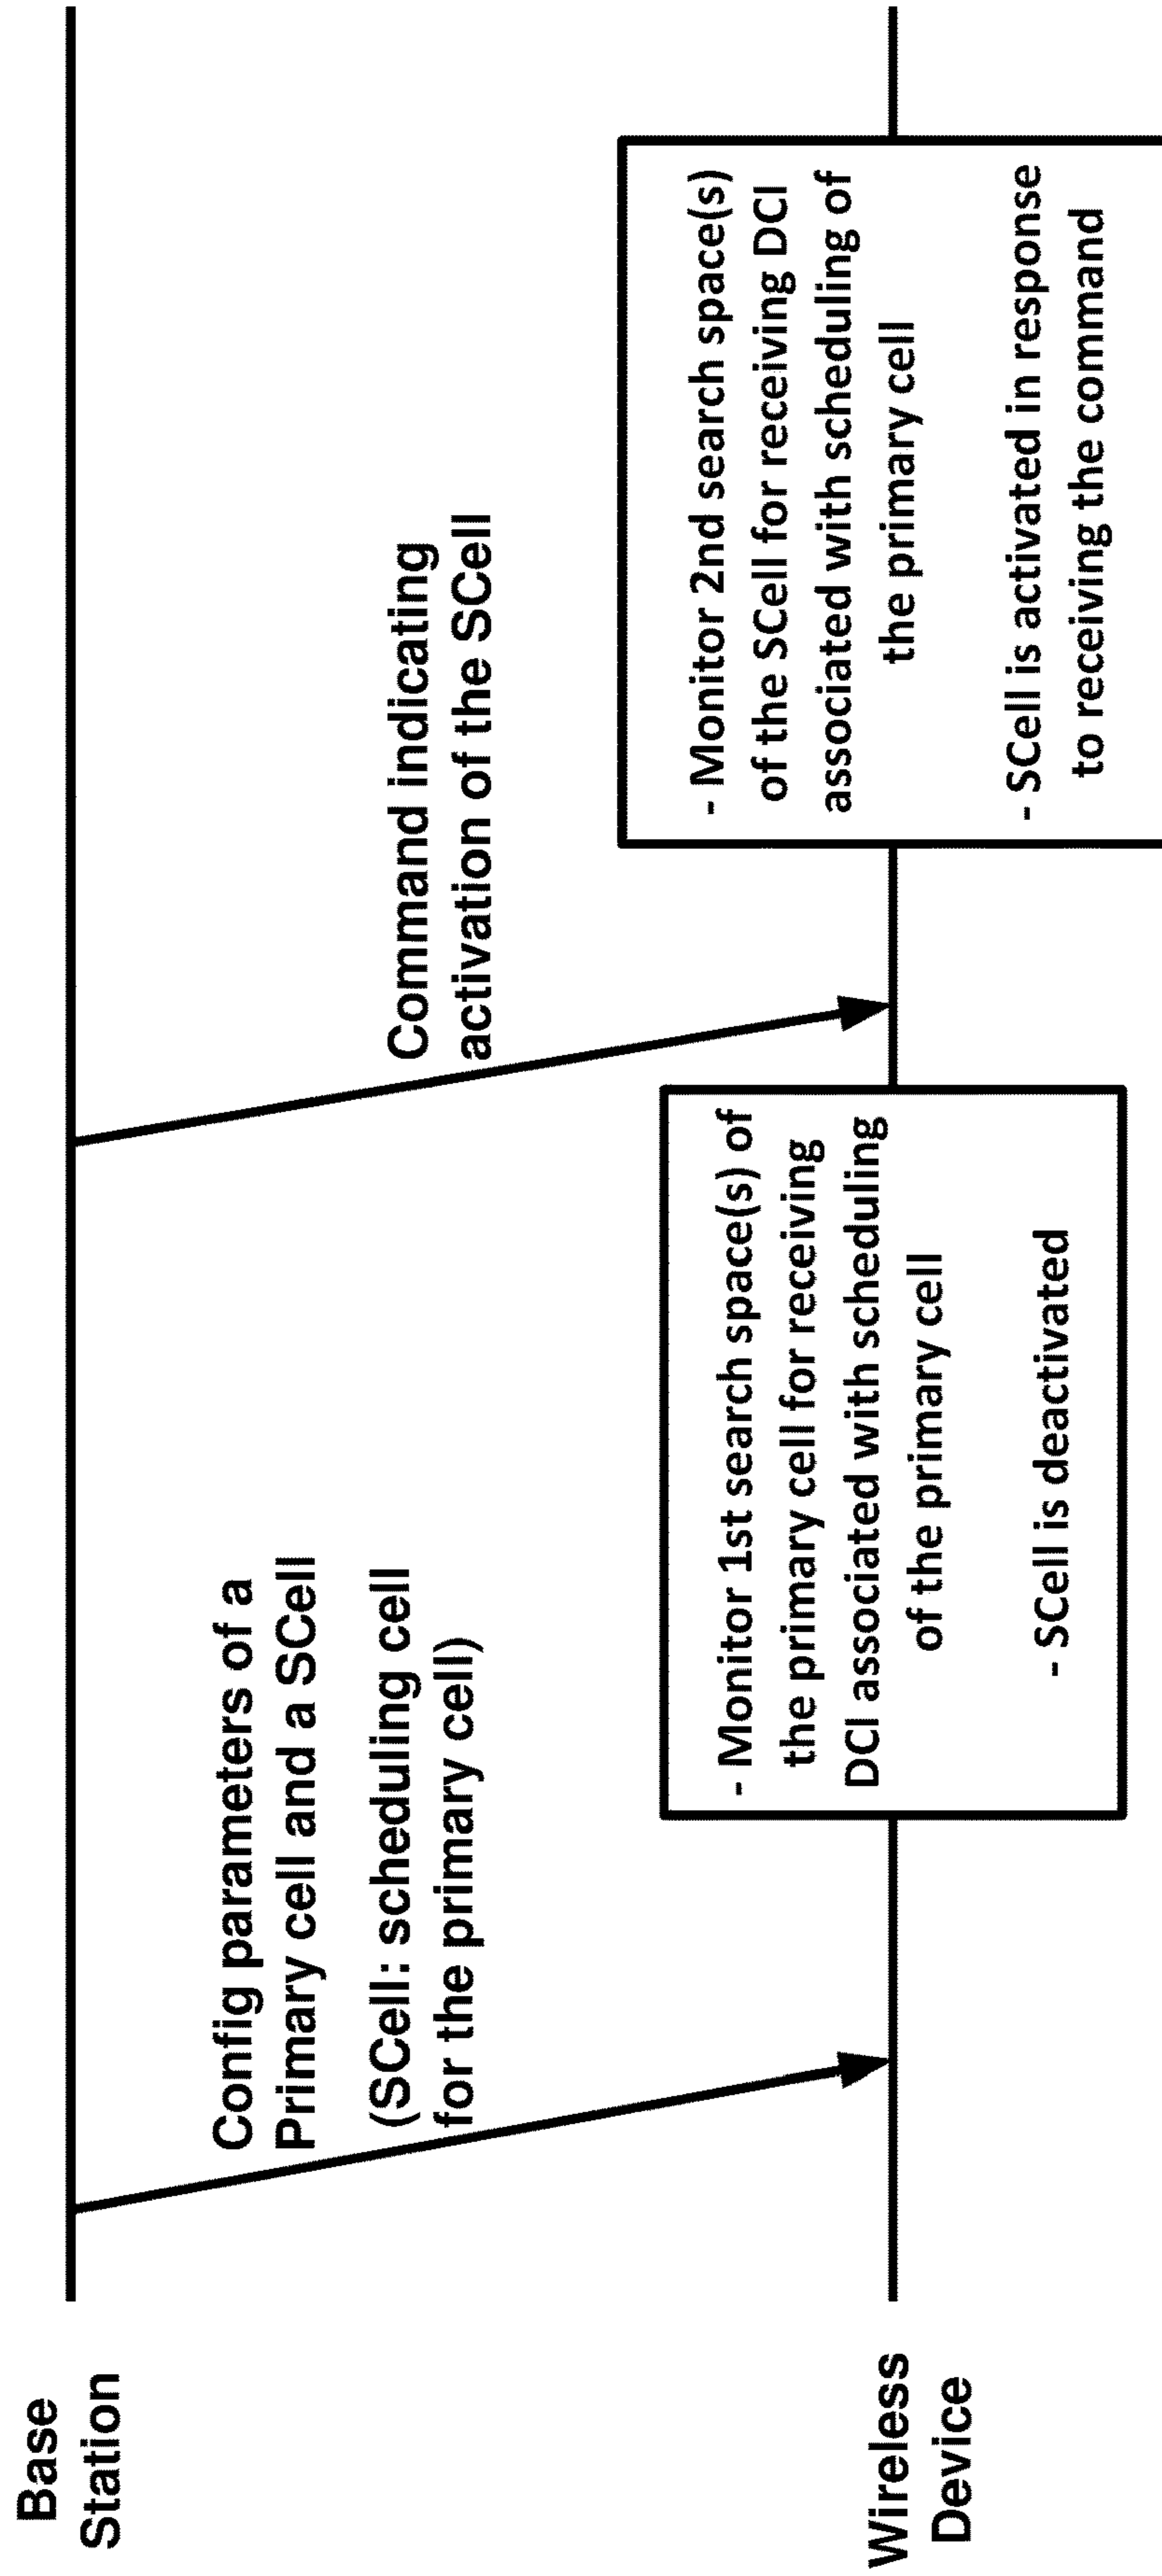 Base
Station
Config parameters of a
Primary cell and a SCell
(SCell: scheduling cell
for the primary cell)
Command indicating
activation of the SCell
Wireless
Device
- Monitor 1st search space(s) of
the primary cell for receiving
DCI associated with scheduling
of the primary cell
- SCell is deactivated
- Monitor 2nd search space(s)
of the SCell for receiving DCI
associated with scheduling of
the primary cell
- SCell is activated in response
to receiving the command